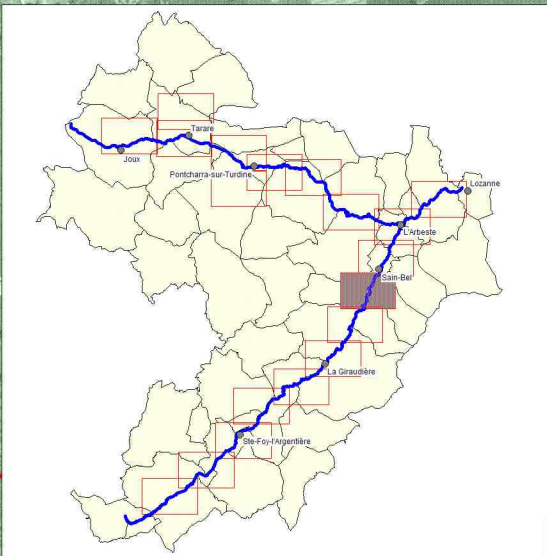 Tarare
Joux
Pontcharra-sur-Turdine
Lozanne
L'Arbeste
Sain-Bel
La Giraudière
Ste-Foy-l'Argentière